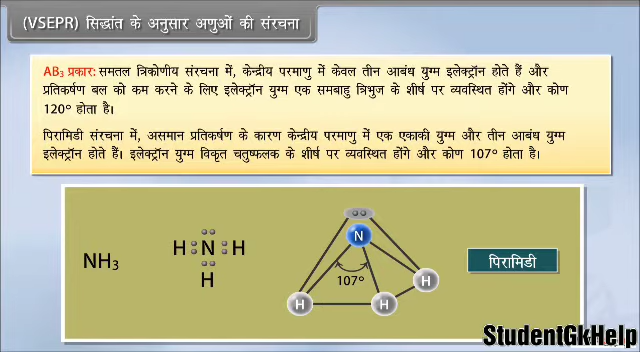 (VSEPR) सिद्धांत के अनुसार अणुओं की संरचना
AB₃ प्रकार: समतल त्रिकोणीय संरचना में, केन्द्रीय परमाणु में केवल तीन आबंध युग्म इलेक्ट्रॉन होते हैं और
प्रतिकर्षण बल को कम करने के लिए इलेक्ट्रॉन युग्म एक समबाहु त्रिभुज के शीर्ष पर व्यवस्थित होंगे और कोण
120° होता है।
पिरामिडी संरचना में, असमान प्रतिकर्षण के कारण केन्द्रीय परमाणु में एक एकाकी युग्म और तीन आबंध युग्म
इलेक्ट्रॉन होते हैं। इलेक्ट्रॉन युग्म विकृत चतुष्फलक के शीर्ष पर व्यवस्थित होंगे और कोण 107° होता है।
NH₃
H N H
H
N
107°
H
H
H
पिरामिडी
StudentGkHelp